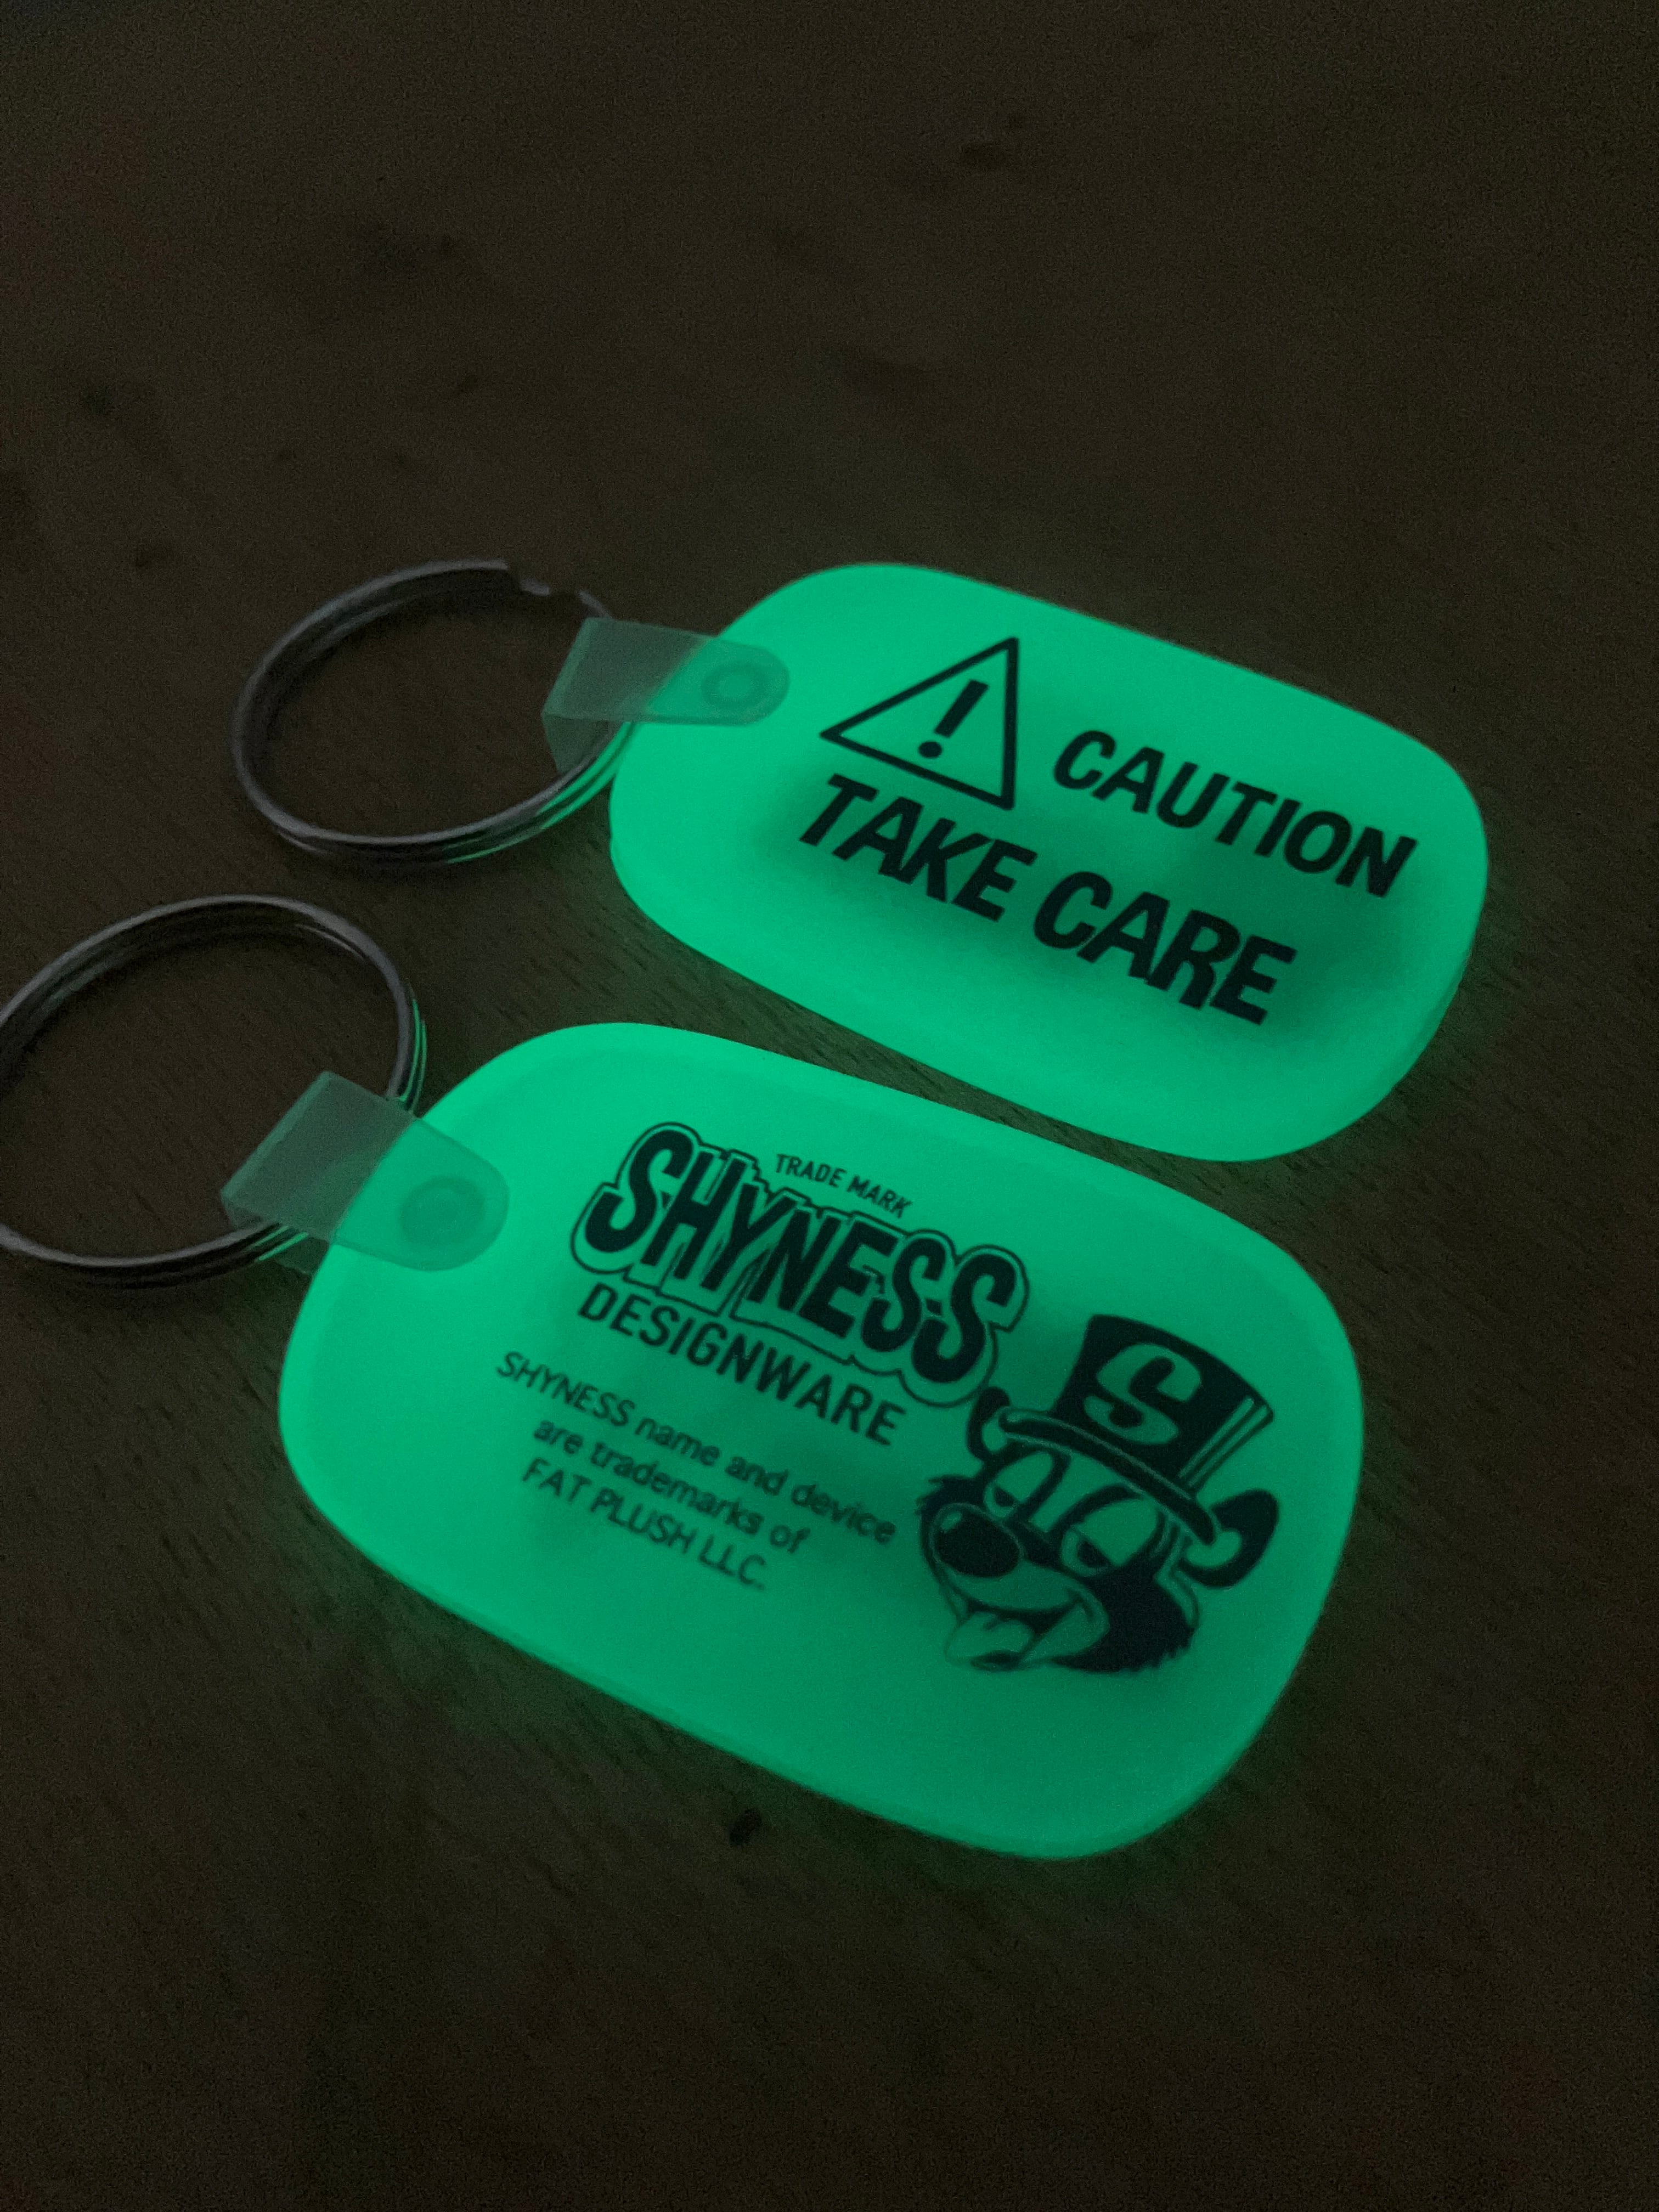 ! CAUTION
TAKE CARE
TRADE MARK
SHYNESS
DESIGNWARE
SHYNESS name and device
are trademarks of
FAT PLUSH LLC.
S